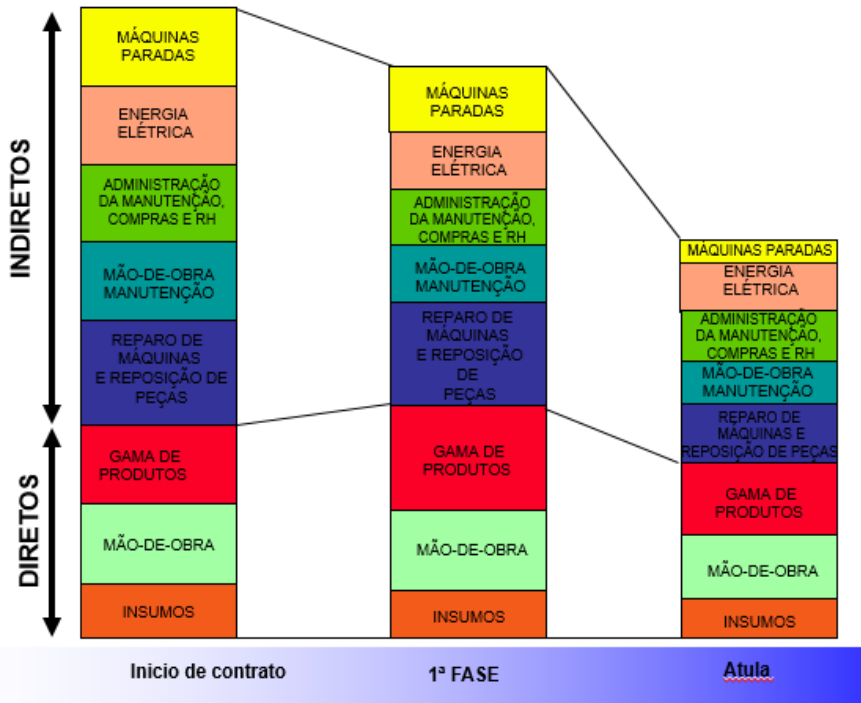 INDIRETOS
DIRETOS
MÁQUINAS
PARADAS
ENERGIA
ELÉTRICA
ADMINISTRAÇÃO
DA MANUTENÇÃO,
COMPRAS E RH
MÃO-DE-OBRA
MANUTENÇÃO
REPARO DE
MÁQUINAS
E REPOSIÇÃO DE
PEÇAS
GAMA DE
PRODUTOS
MÃO-DE-OBRA
INSUMOS
Inicio de contrato
MÁQUINAS
PARADAS
ENERGIA
ELÉTRICA
ADMINISTRAÇÃO
DA MANUTENÇÃO,
COMPRAS E RH
MÃO-DE-OBRA
MANUTENÇÃO
REPARO DE
MÁQUINAS
E REPOSIÇÃO
DE
PEÇAS
GAMA DE
PRODUTOS
MÃO-DE-OBRA
INSUMOS
1ª FASE
MÁQUINAS PARADAS
ENERGIA
ELÉTRICA
ADMINISTRAÇÃO
DA MANUTENÇÃO,
COMPRAS E RH
MÃO-DE-OBRA
MANUTENÇÃO
REPARO DE
MÁQUINAS E
REPOSIÇÃO DE PEÇAS
GAMA DE
PRODUTOS
MÃO-DE-OBRA
INSUMOS
Atula